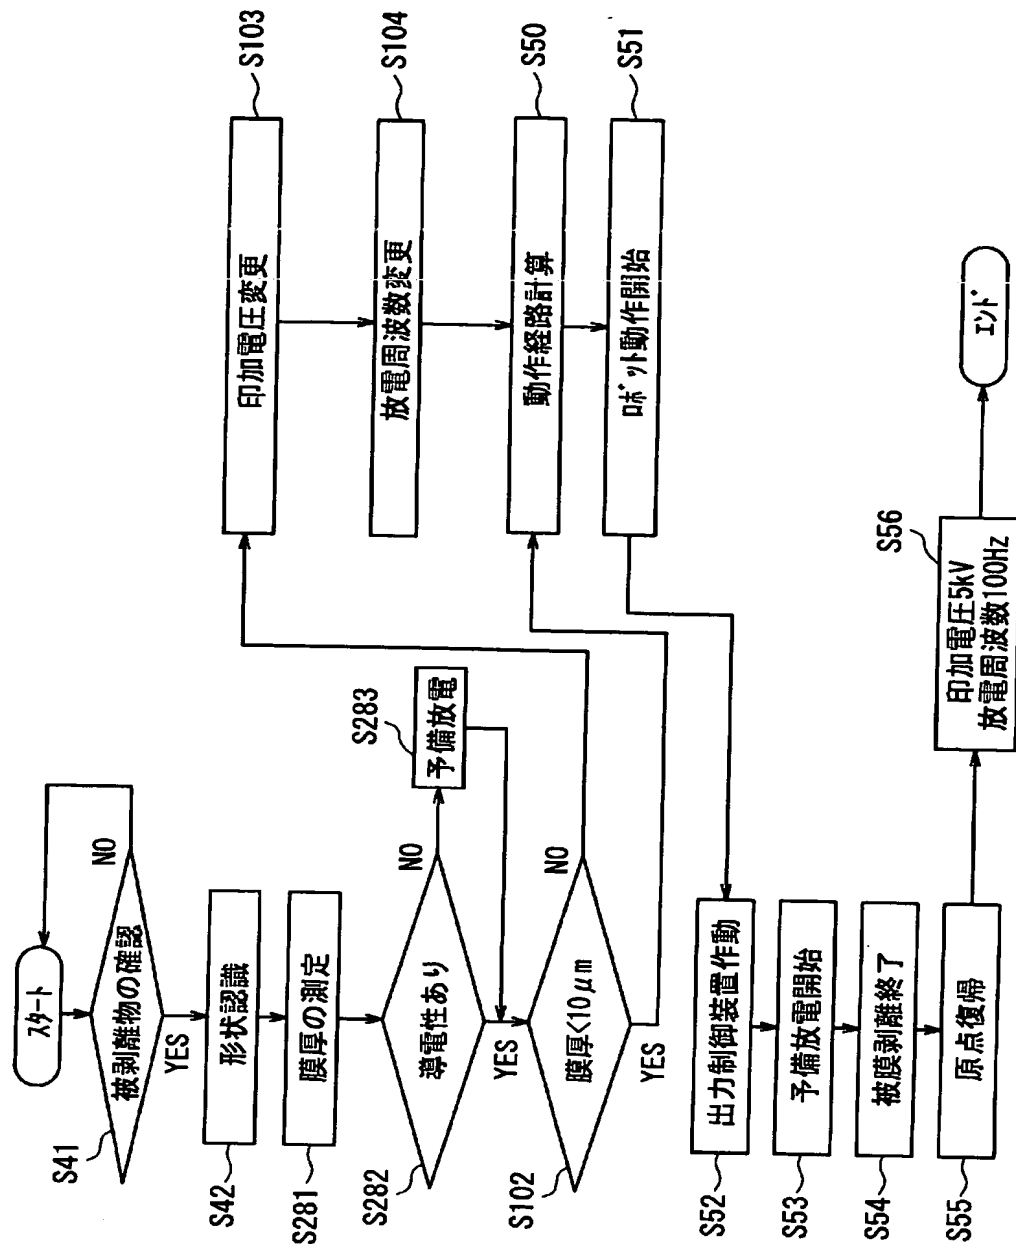 スタート
S41
被剥離物の確認
NO
YES
S42
形状認識
S281
膜厚の測定
S282
導電性あり
NO
YES
S283
予備放電
S102
膜厚<10μm
NO
YES
S103
印加電圧変更
S104
放電周波数変更
S50
動作経路計算
S51
ロボット動作開始
S52
出力制御装置作動
S53
予備放電開始
S54
被膜剥離終了
S55
原点復帰
S56
印加電圧5kV
放電周波数100Hz
エンド